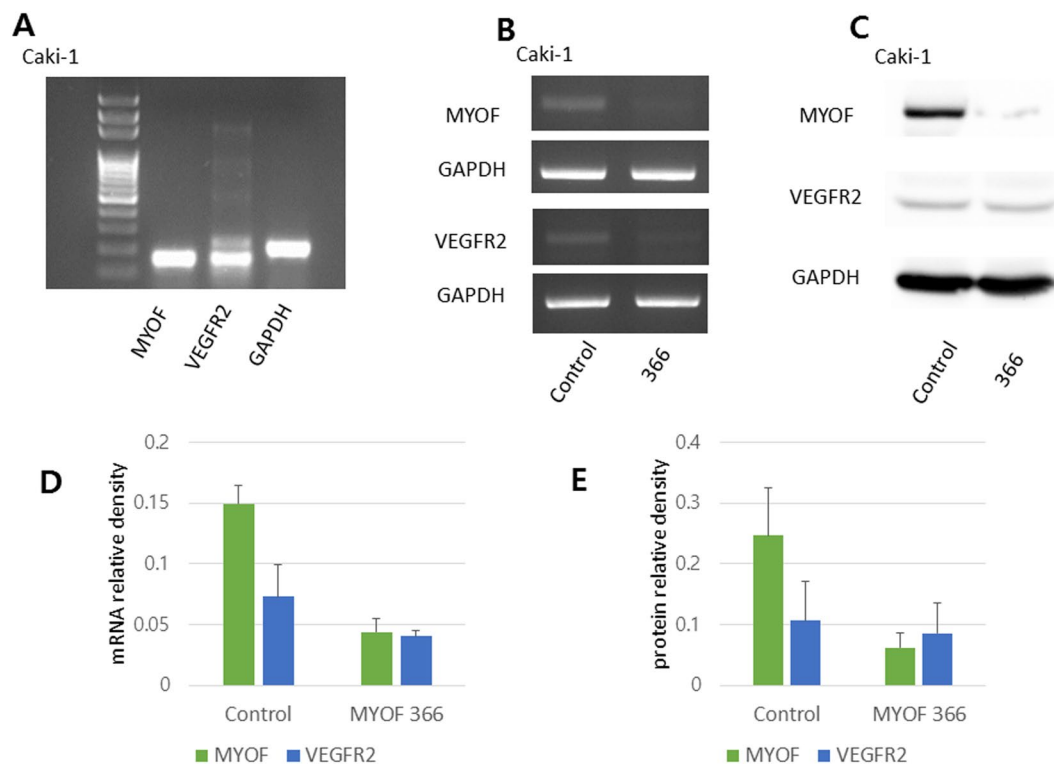 A
Caki-1
MYOF
VEGFR2
GAPDH
B
Caki-1
MYOF
GAPDH
VEGFR2
GAPDH
Control
366
C
Caki-1
MYOF
VEGFR2
GAPDH
Control
366
D
mRNA relative density
0.2
0.15
0.1
0.05
0
Control
MYOF 366
MYOF
VEGFR2
E
protein relative density
0.4
0.3
0.2
0.1
0
Control
MYOF 366
MYOF
VEGFR2